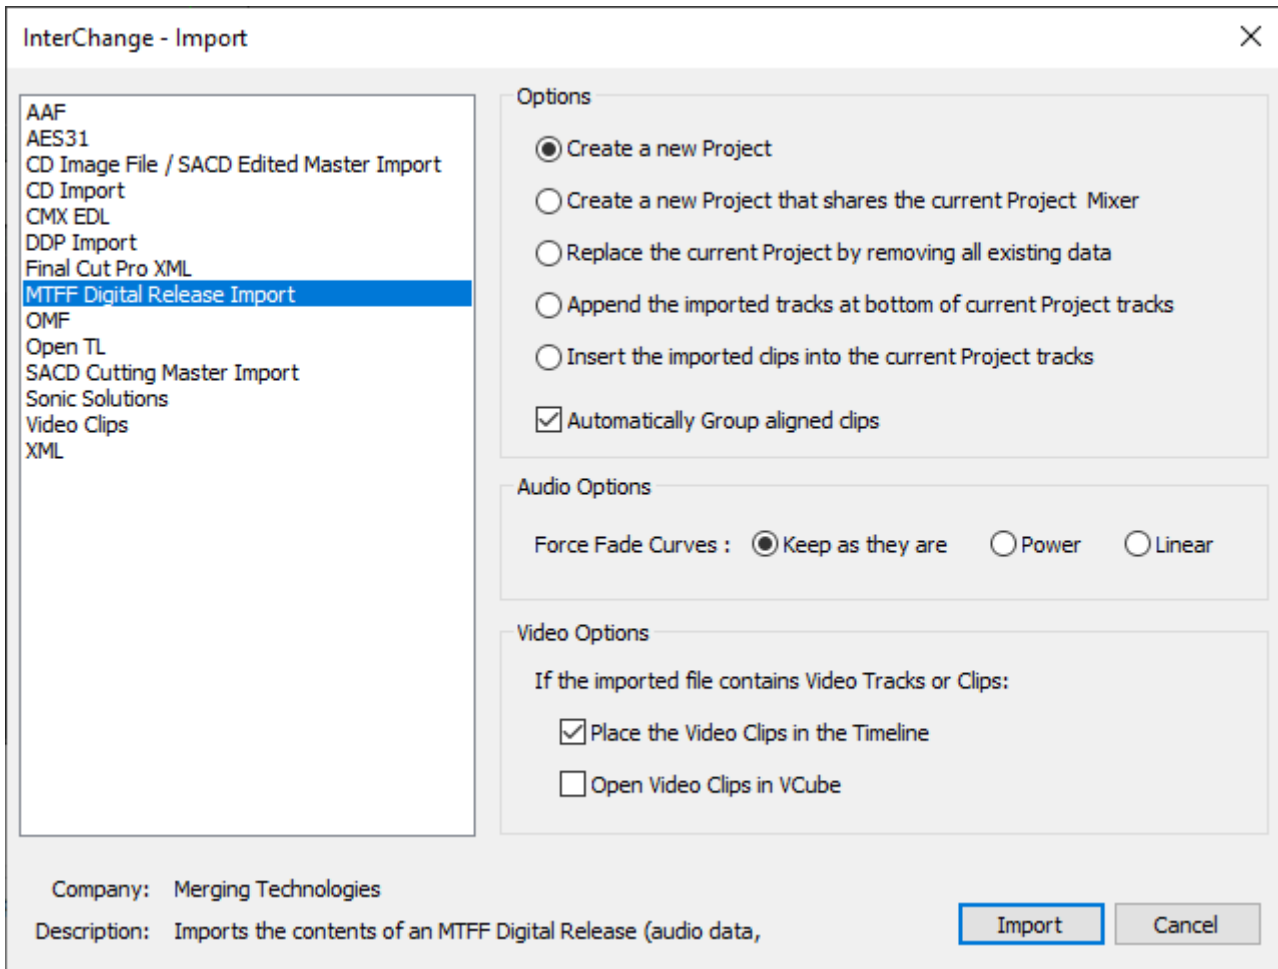 InterChange - Import
AAF
AES31
CD Image File / SACD Edited Master Import
CD Import
CMX EDL
DDP Import
Final Cut Pro XML
MTFF Digital Release Import
OMF
Open TL
SACD Cutting Master Import
Sonic Solutions
Video Clips
XML
Options
Create a new Project
Create a new Project that shares the current Project Mixer
Replace the current Project by removing all existing data
Append the imported tracks at bottom of current Project tracks
Insert the imported clips into the current Project tracks
Automatically Group aligned clips
Audio Options
Force Fade Curves : Keep as they are Power Linear
Video Options
If the imported file contains Video Tracks or Clips:
Place the Video Clips in the Timeline
Open Video Clips in VCube
Company: Merging Technologies
Description: Imports the contents of an MTFF Digital Release (audio data,
Import Cancel